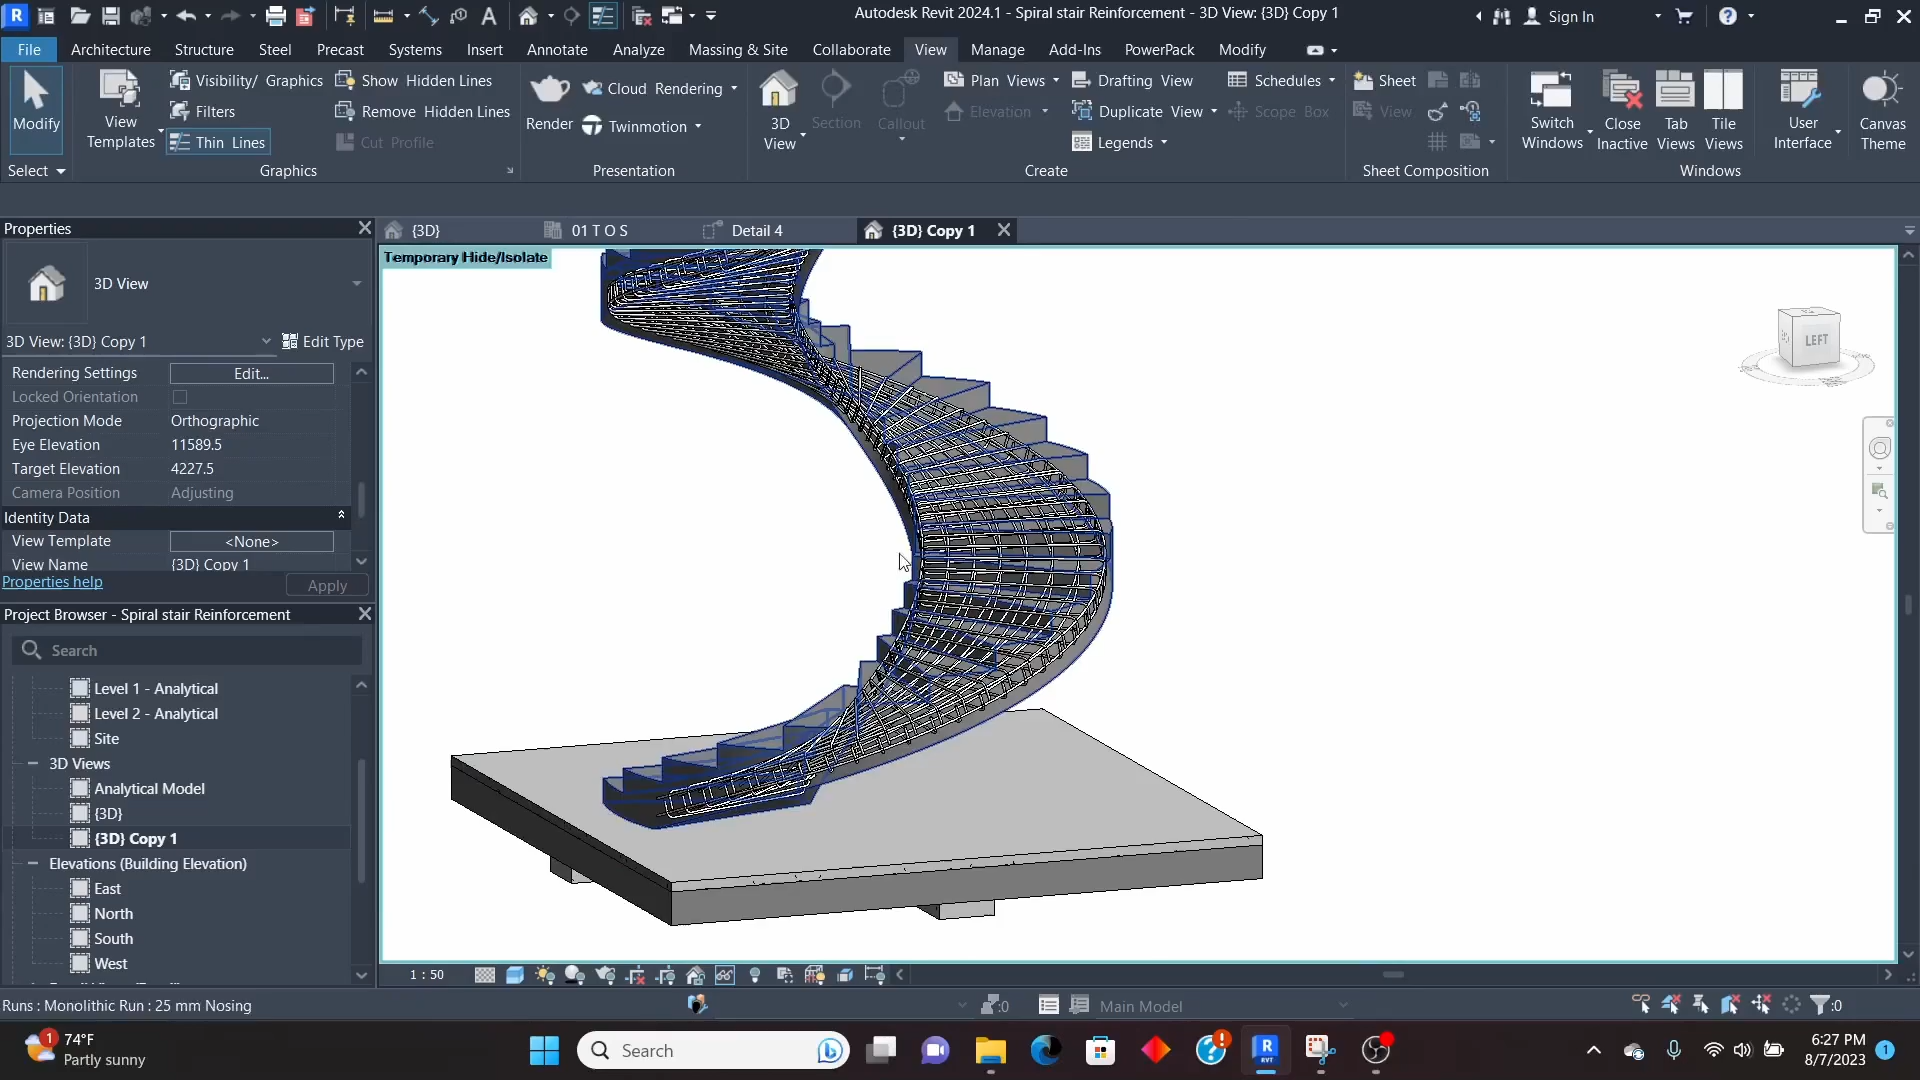 Autodesk Revit 2024.1 - Spiral stair Reinforcement - 3D View: {3D} Copy 1
Sign In
File Architecture Structure Steel Precast Systems Insert Annotate Analyze Massing & Site Collaborate View Manage Add-Ins PowerPack Modify
Modify
View Templates
Visibility/ Graphics
Filters
Thin Lines
Show Hidden Lines
Remove Hidden Lines
Cut Profile
Render
Cloud Rendering
Twinmotion
3D View
Section
Callout
Plan Views
Elevation
Drafting View
Duplicate View
Legends
Schedules
Scope Box
Sheet
View
Switch Windows
Close Inactive
Tab Views
Tile Views
User Interface
Canvas Theme
Select Graphics Presentation Create Sheet Composition Windows
Properties
{3D} 01 T O S Detail 4 {3D} Copy 1
Temporary Hide/Isolate
3D View
3D View: {3D} Copy 1 Edit Type
Rendering Settings Edit...
Locked Orientation
Projection Mode Orthographic
Eye Elevation 11589.5
Target Elevation 4227.5
Camera Position Adjusting
Identity Data
View Template <None>
View Name {3D} Copy 1
Properties help Apply
LEFT
Project Browser - Spiral stair Reinforcement
Search
Level 1 - Analytical
Level 2 - Analytical
Site
3D Views
Analytical Model
{3D}
{3D} Copy 1
Elevations (Building Elevation)
East
North
South
West
1 : 50
Runs : Monolithic Run : 25 mm Nosing
:0
Main Model
:0
1
74°F
Partly sunny
Search
6:27 PM
8/7/2023
1